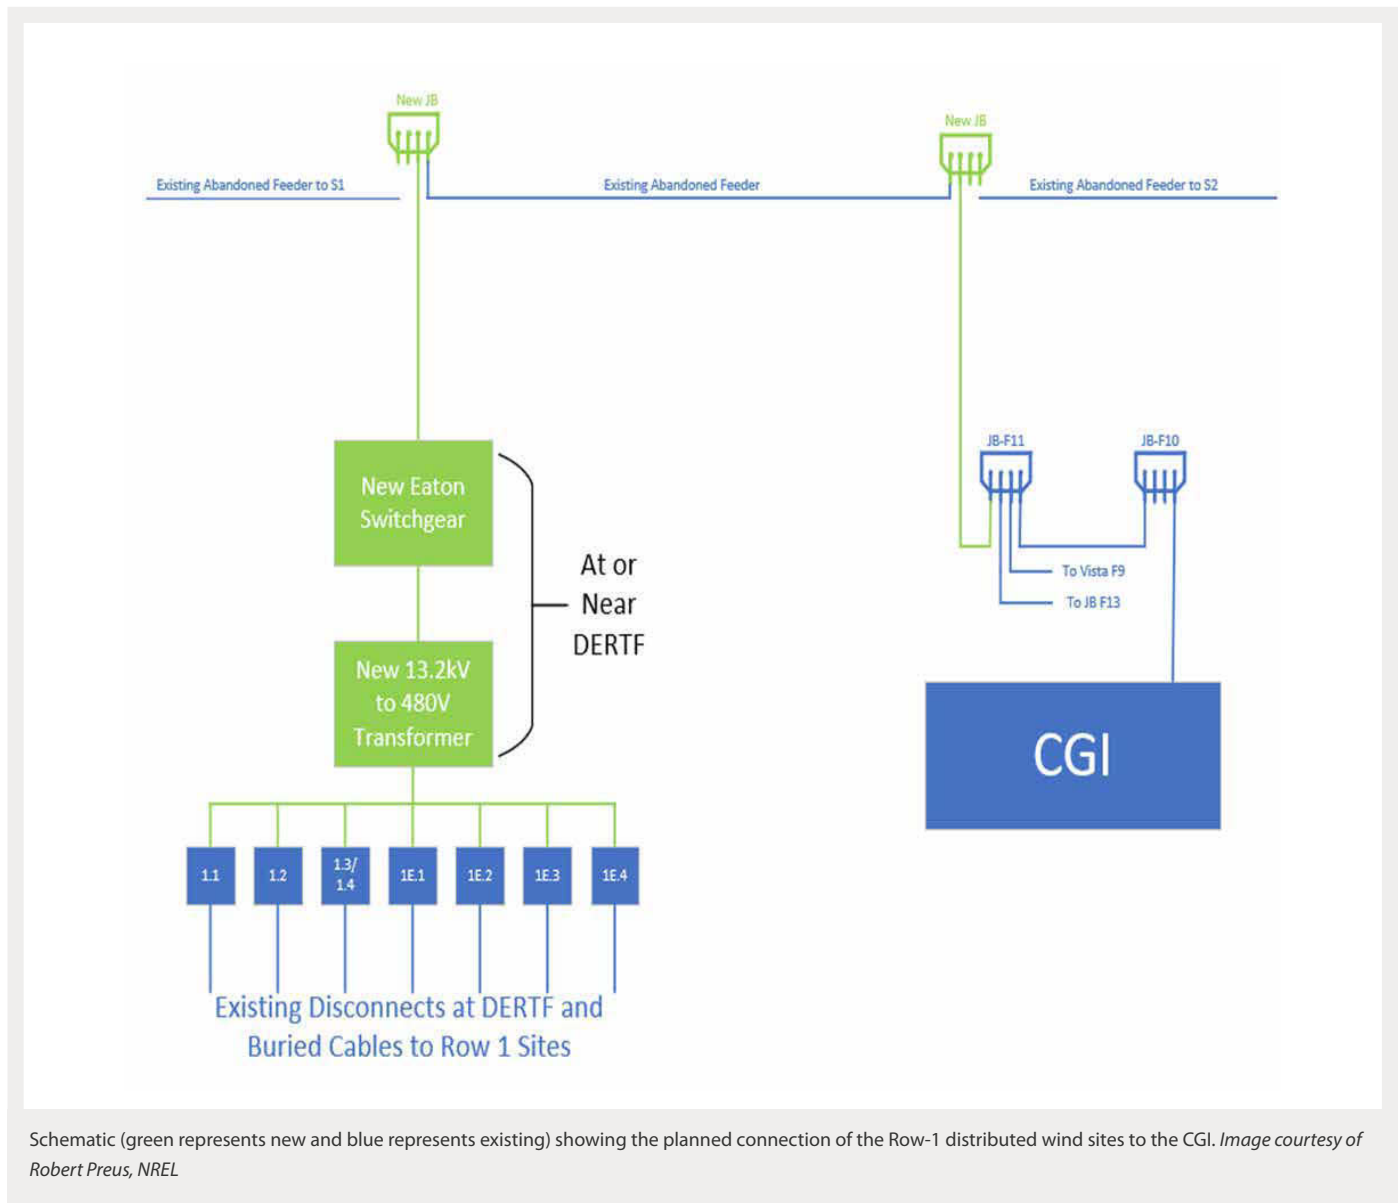 New JB
New JB
Existing Abandoned Feeder to S1
Existing Abandoned Feeder
Existing Abandoned Feeder to S2
JB-F11
JB-F10
New Eaton
Switchgear
At or
Near
DERTF
To Vista F9
To JB F13
New 13.2kV
to 480V
Transformer
CGI
1.1
1.2
1.3/
1.4
1E.1
1E.2
1E.3
1E.4
Existing Disconnects at DERTF and
Buried Cables to Row 1 Sites
Schematic (green represents new and blue represents existing) showing the planned connection of the Row-1 distributed wind sites to the CGI. Image courtesy of
Robert Preus, NREL